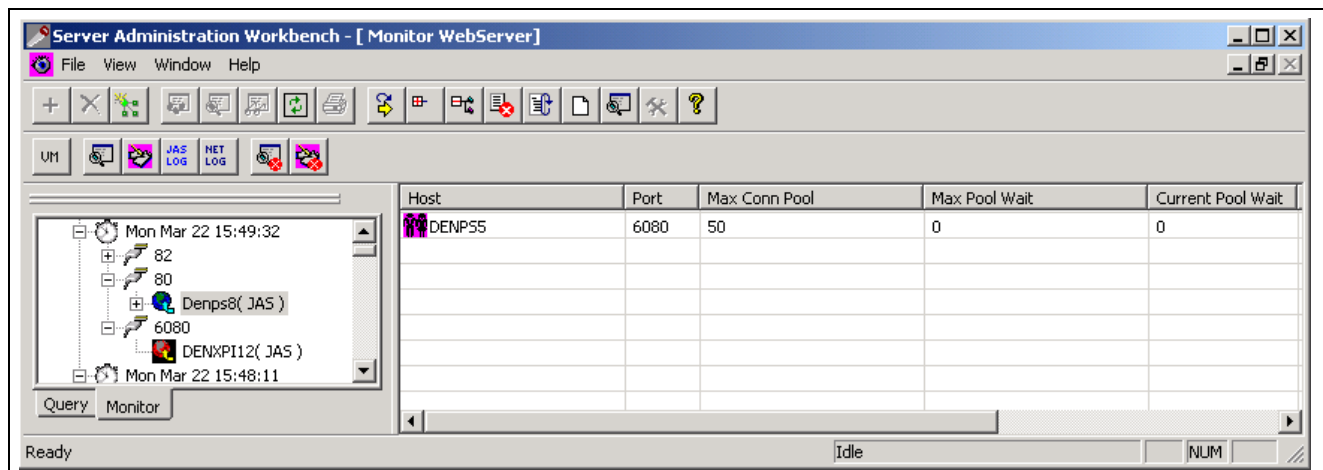 Server Administration Workbench - [ Monitor WebServer]
File View Window Help
VM JAS LOG NET LOG
Host Port Max Conn Pool Max Pool Wait Current Pool Wait
DENPS5 6080 50 0 0
Mon Mar 22 15:49:32
82
80
Denps8( JAS )
6080
DENXPI12( JAS )
Mon Mar 22 15:48:11
Query Monitor
Ready Idle NUM